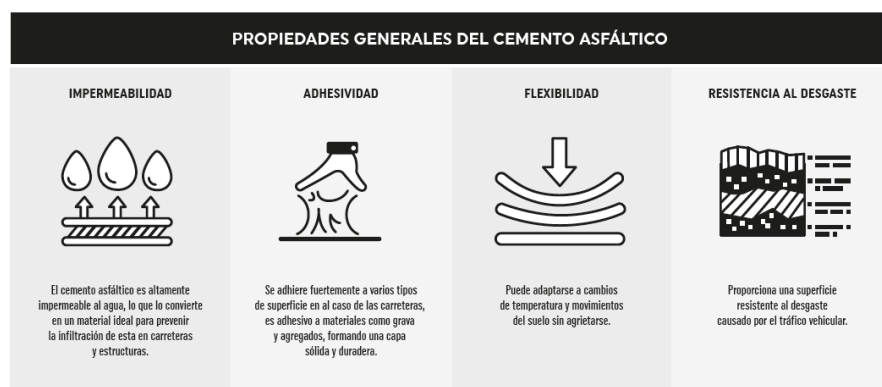 PROPIEDADES GENERALES DEL CEMENTO ASFÁLTICO
IMPERMEABILIDAD
El cemento asfáltico es altamente
impermeable al agua, lo que lo convierte
en un material ideal para prevenir
la infiltración de esta en carreteras
y estructuras.
ADHESIVIDAD
Se adhiere fuertemente a varios tipos
de superficie en al caso de las carreteras,
es adhesivo a materiales como grava
y agregados, formando una capa
sólida y duradera.
FLEXIBILIDAD
Puede adaptarse a cambios
de temperatura y movimientos
del suelo sin agrietarse.
RESISTENCIA AL DESGASTE
Proporciona una superficie
resistente al desgaste
causado por el tráfico vehicular.